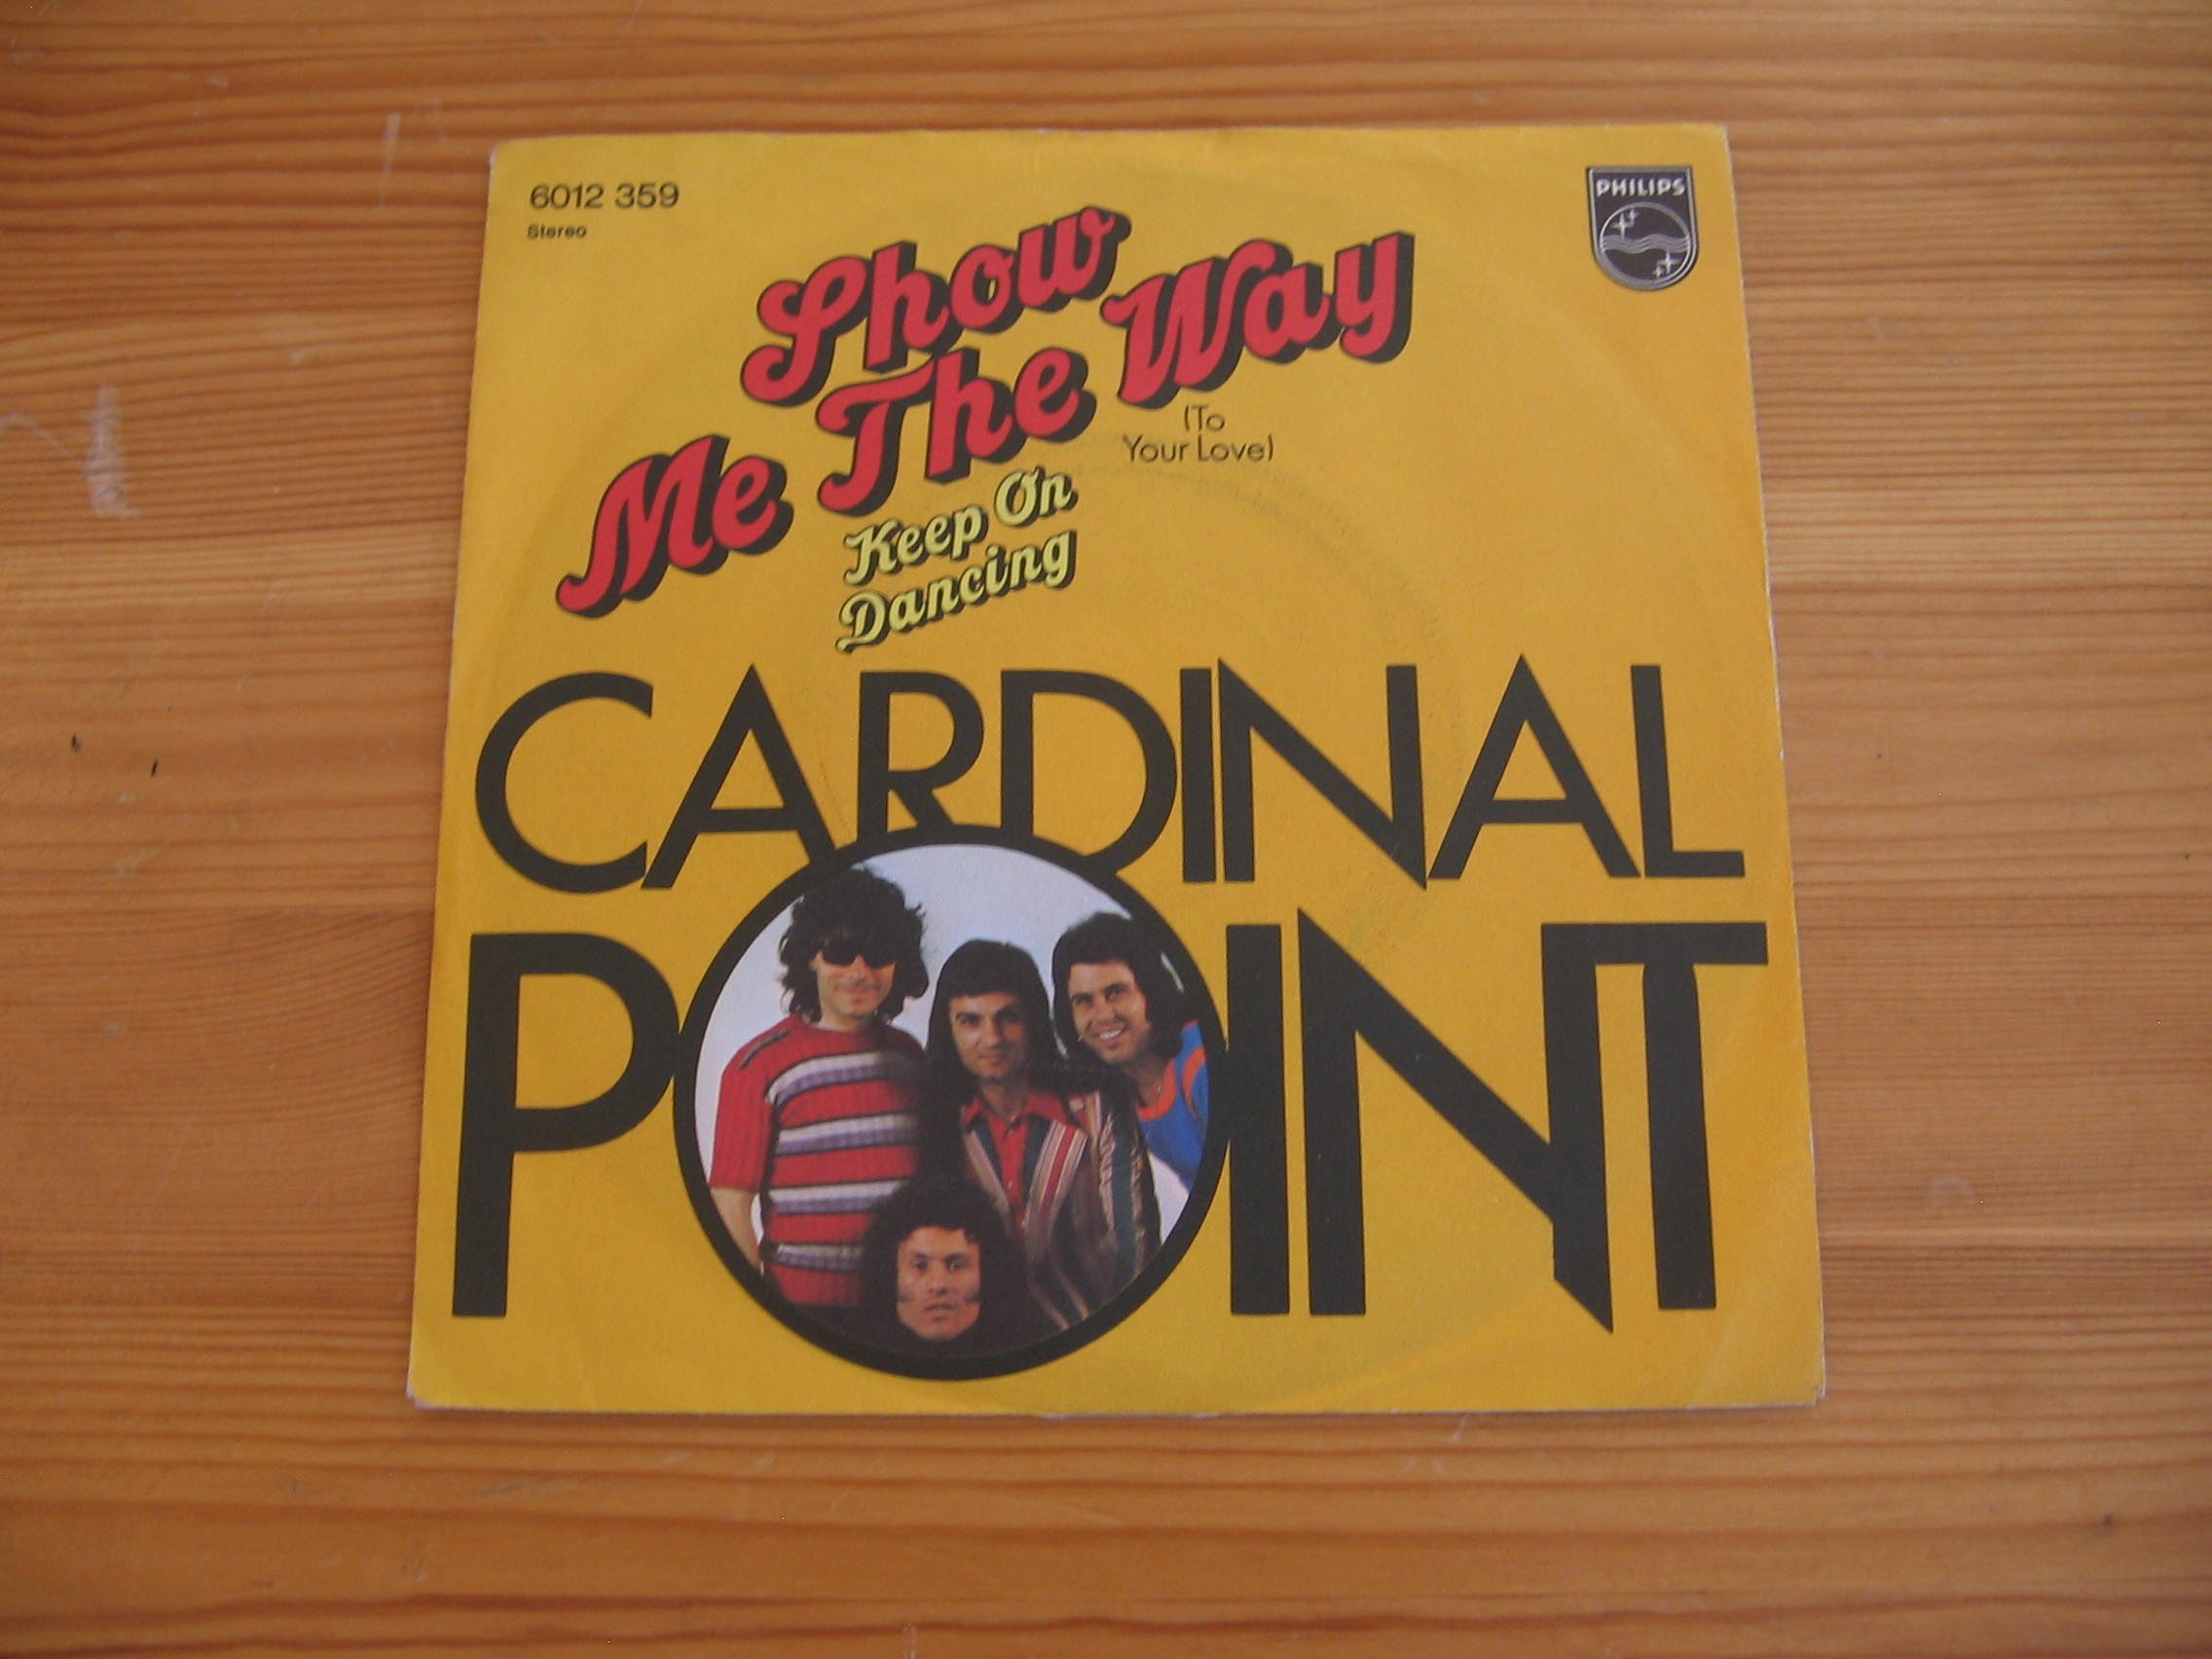 6012 359
Stereo
PHILIPS
Show
Me The Way
(To
Your Love)
Keep On
Dancing
CARDINAL
POINT